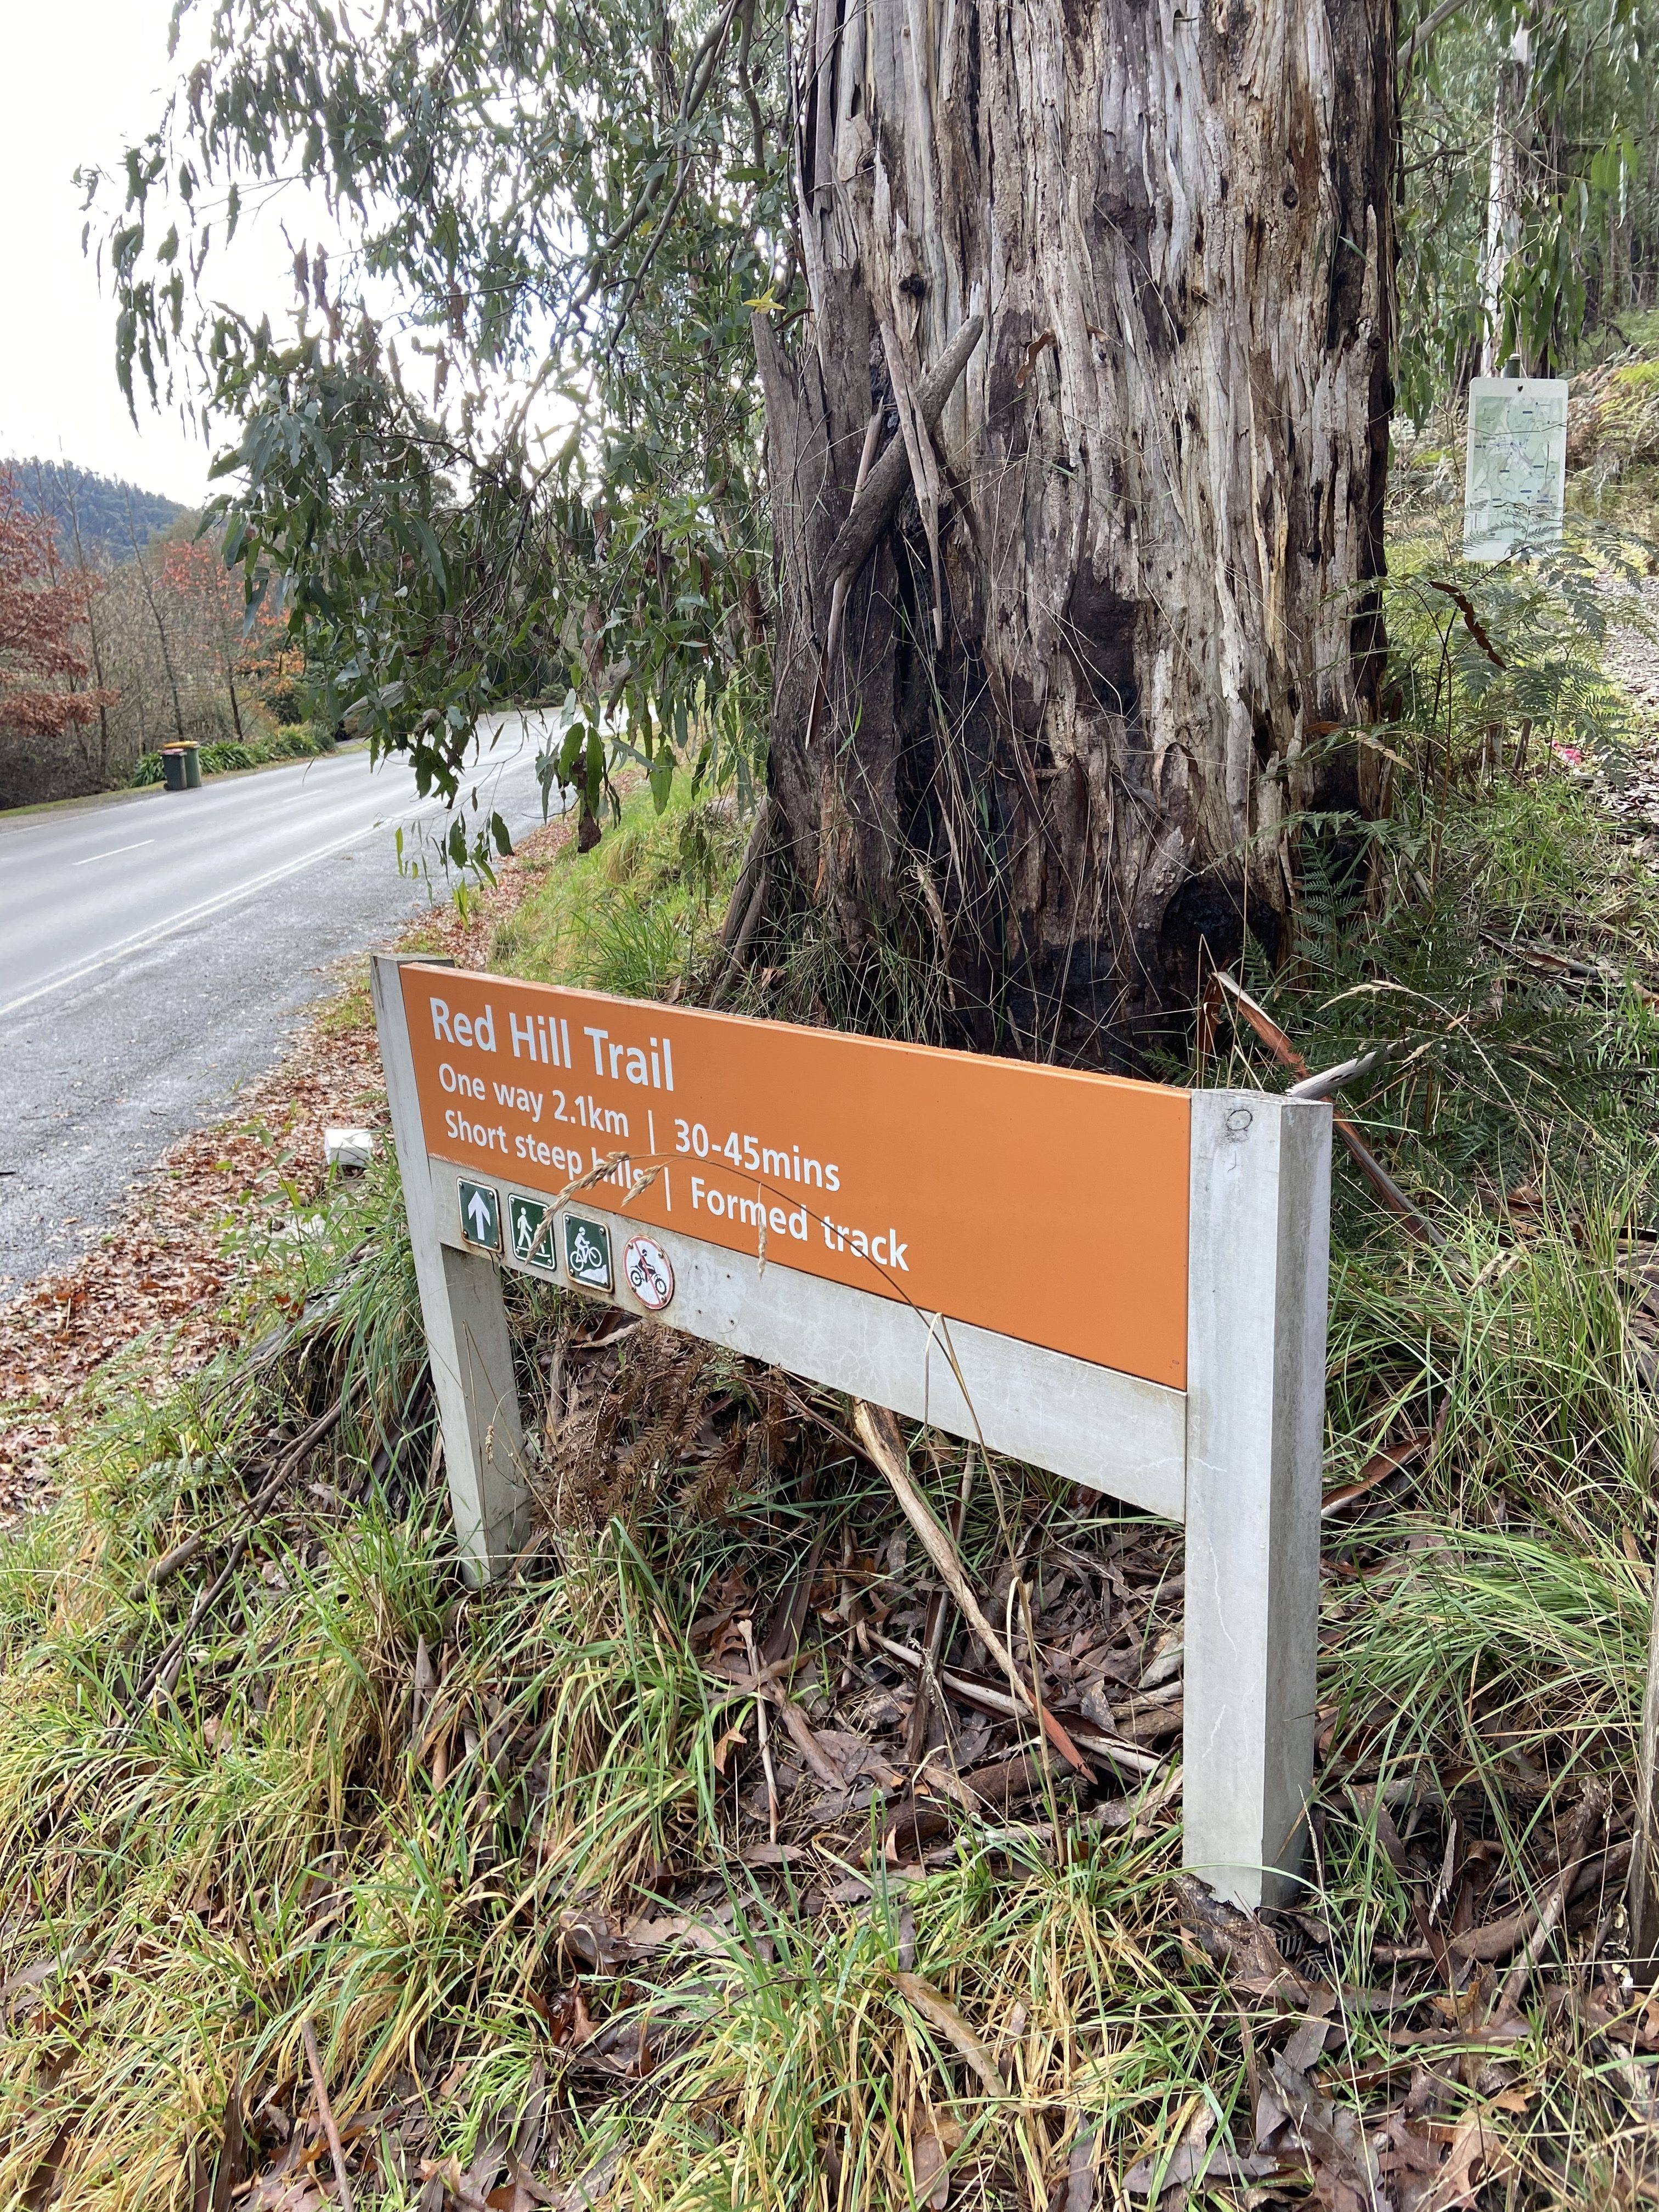 Red Hill Trail
One way 2.1km | 30-45mins
Short steep hills | Formed track